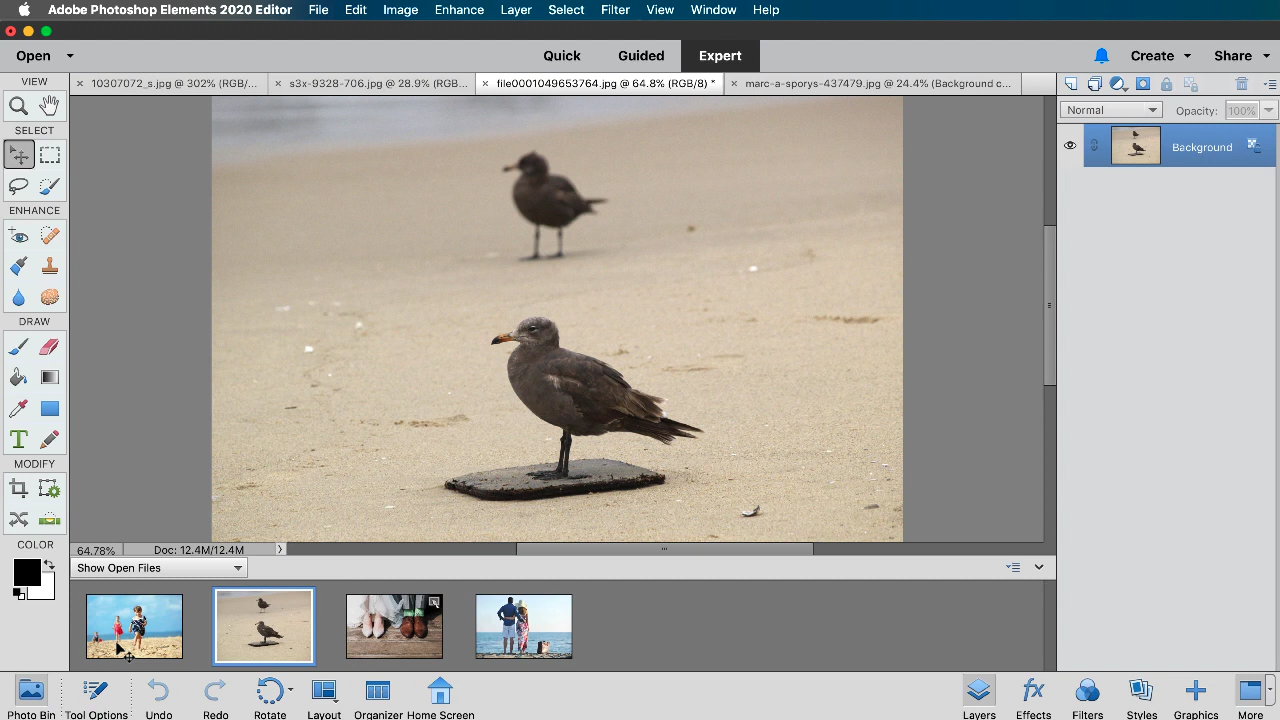 Adobe Photoshop Elements 2020 Editor File Edit Image Enhance Layer Select Filter View Window Help
Open Quick Guided Expert Create Share
VIEW
10307072_s.jpg @ 302% (RGB/... s3x-9328-706.jpg @ 28.9% (RGB... file0001049653764.jpg @ 64.8% (RGB/8) * marc-a-sporys-437479.jpg @ 24.4% (Background c...
Normal Opacity: 100%
SELECT
Background
ENHANCE
DRAW
T
MODIFY
COLOR
64.78% Doc: 12.4M/12.4M
Show Open Files
Photo Bin Tool Options Undo Redo Rotate Layout Organizer Home Screen Layers fx Effects Filters Styles Graphics More